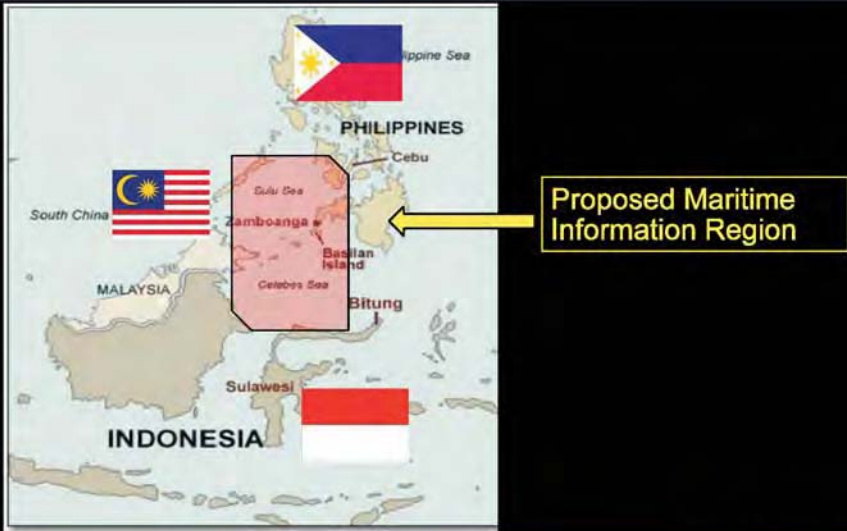 lippine Sea
PHILIPPINES
Cebu
Sulu Sea
South China
Zamboanga
Basilan
Island
Celebes Sea
MALAYSIA
Bitung
Sulawesi
INDONESIA
Proposed Maritime
Information Region